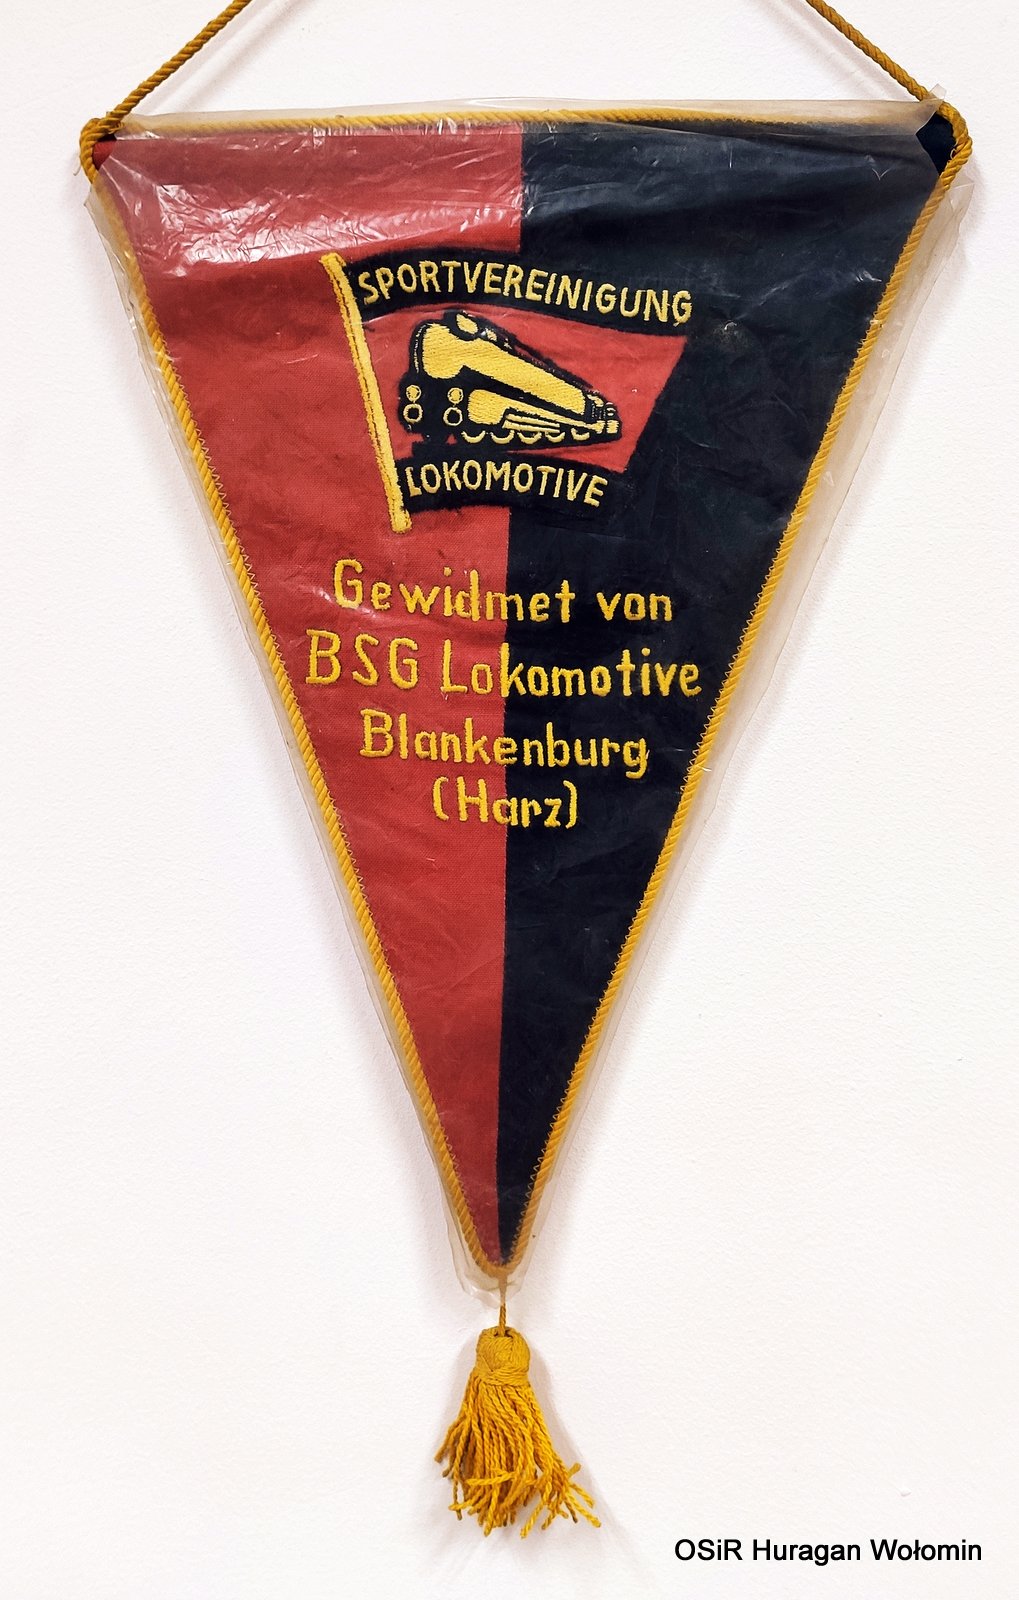 SPORTVEREINIGUNG
LOKOMOTIVE
Gewidmet von
BSG Lokomotive
Blankenburg
(Harz)
OSiR Huragan Wołomin